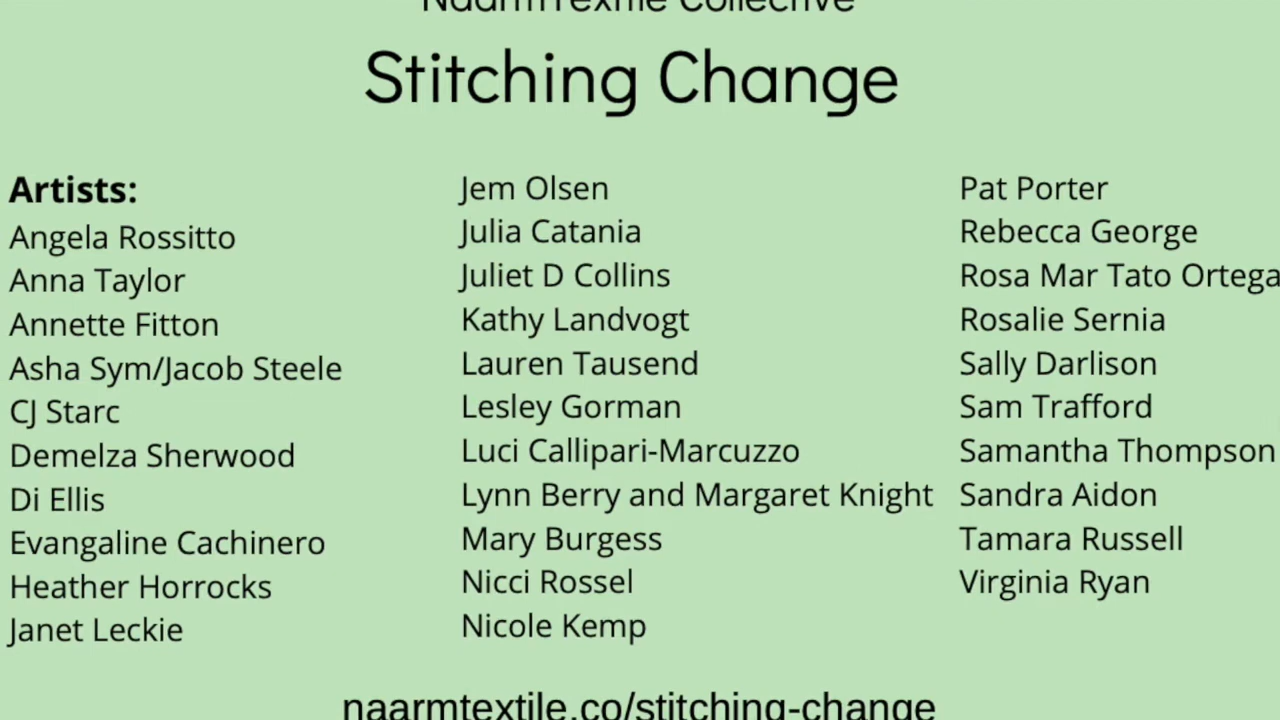 NaarmTextile Collective
Stitching Change
Artists:
Angela Rossitto
Anna Taylor
Annette Fitton
Asha Sym/Jacob Steele
CJ Starc
Demelza Sherwood
Di Ellis
Evangaline Cachinero
Heather Horrocks
Janet Leckie
Jem Olsen
Julia Catania
Juliet D Collins
Kathy Landvogt
Lauren Tausend
Lesley Gorman
Luci Callipari-Marcuzzo
Lynn Berry and Margaret Knight
Mary Burgess
Nicci Rossel
Nicole Kemp
Pat Porter
Rebecca George
Rosa Mar Tato Ortega
Rosalie Sernia
Sally Darlison
Sam Trafford
Samantha Thompson
Sandra Aidon
Tamara Russell
Virginia Ryan
naarmtextile.co/stitching-change